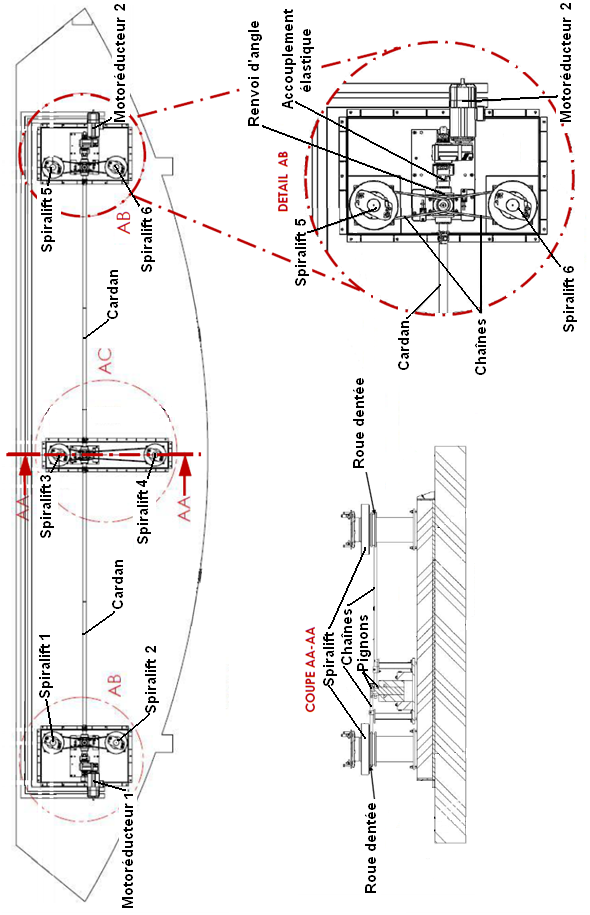 Motoréducteur 2
Spiralift 5
AB
Spiralift 6
Cardan
AC
AA
Spiralift 3
Spiralift 4
AA
Cardan
Spiralift 1
AB
Spiralift 2
Motoréducteur 1
Renvoi d'angle
Accouplement
élastique
Motoréducteur 2
DETAIL AB
Spiralift 5
Cardan
Chaînes
Spiralift 6
Roue dentée
COUPE AA-AA
Spiralift
Chaînes
Pignons
Roue dentée